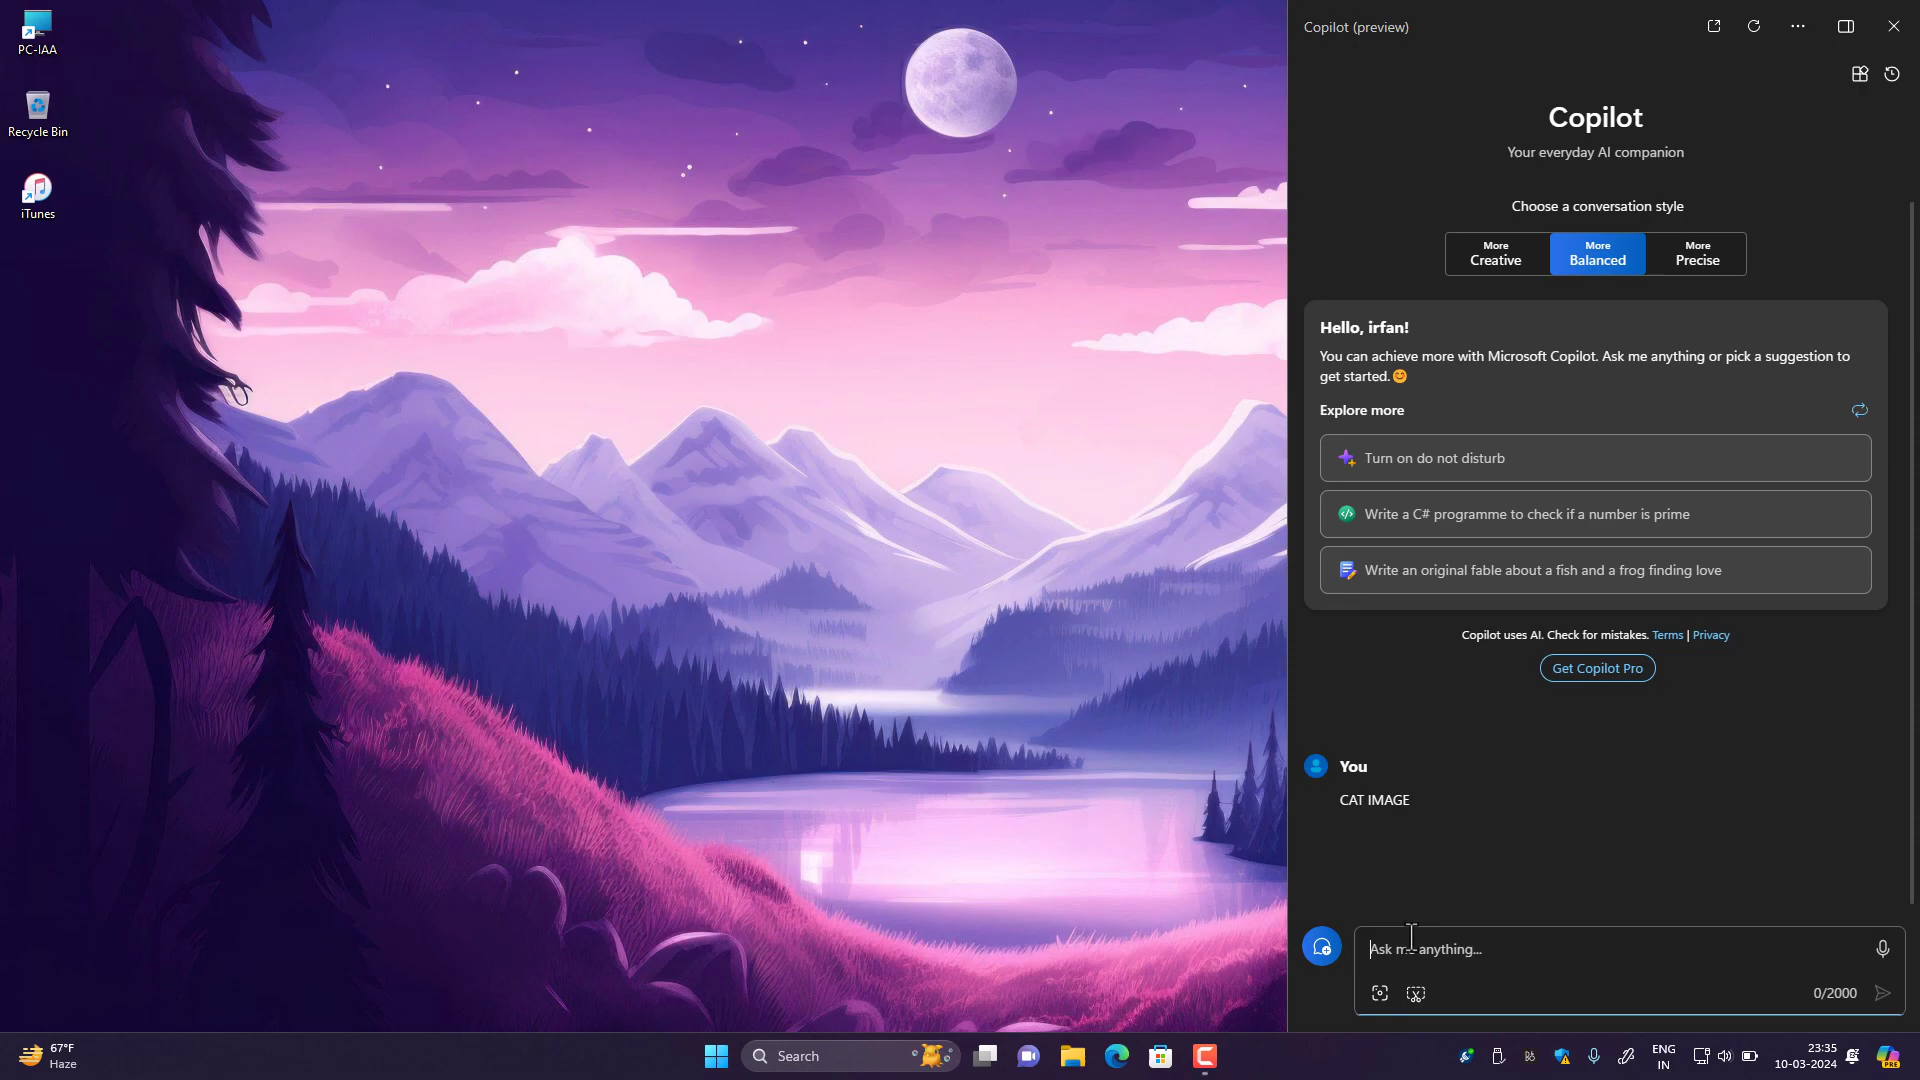 PC-IAA
Recycle Bin
iTunes
Copilot (preview)
Copilot
Your everyday AI companion
Choose a conversation style
More
Creative
More
Balanced
More
Precise
Hello, irfan!
You can achieve more with Microsoft Copilot. Ask me anything or pick a suggestion to
get started.😊
Explore more
Turn on do not disturb
Write a C# programme to check if a number is prime
Write an original fable about a fish and a frog finding love
Copilot uses AI. Check for mistakes. Terms | Privacy
Get Copilot Pro
You
CAT IMAGE
Ask me anything...
0/2000
67°F
Haze
Search
ENG
IN
23:35
10-03-2024
PRE